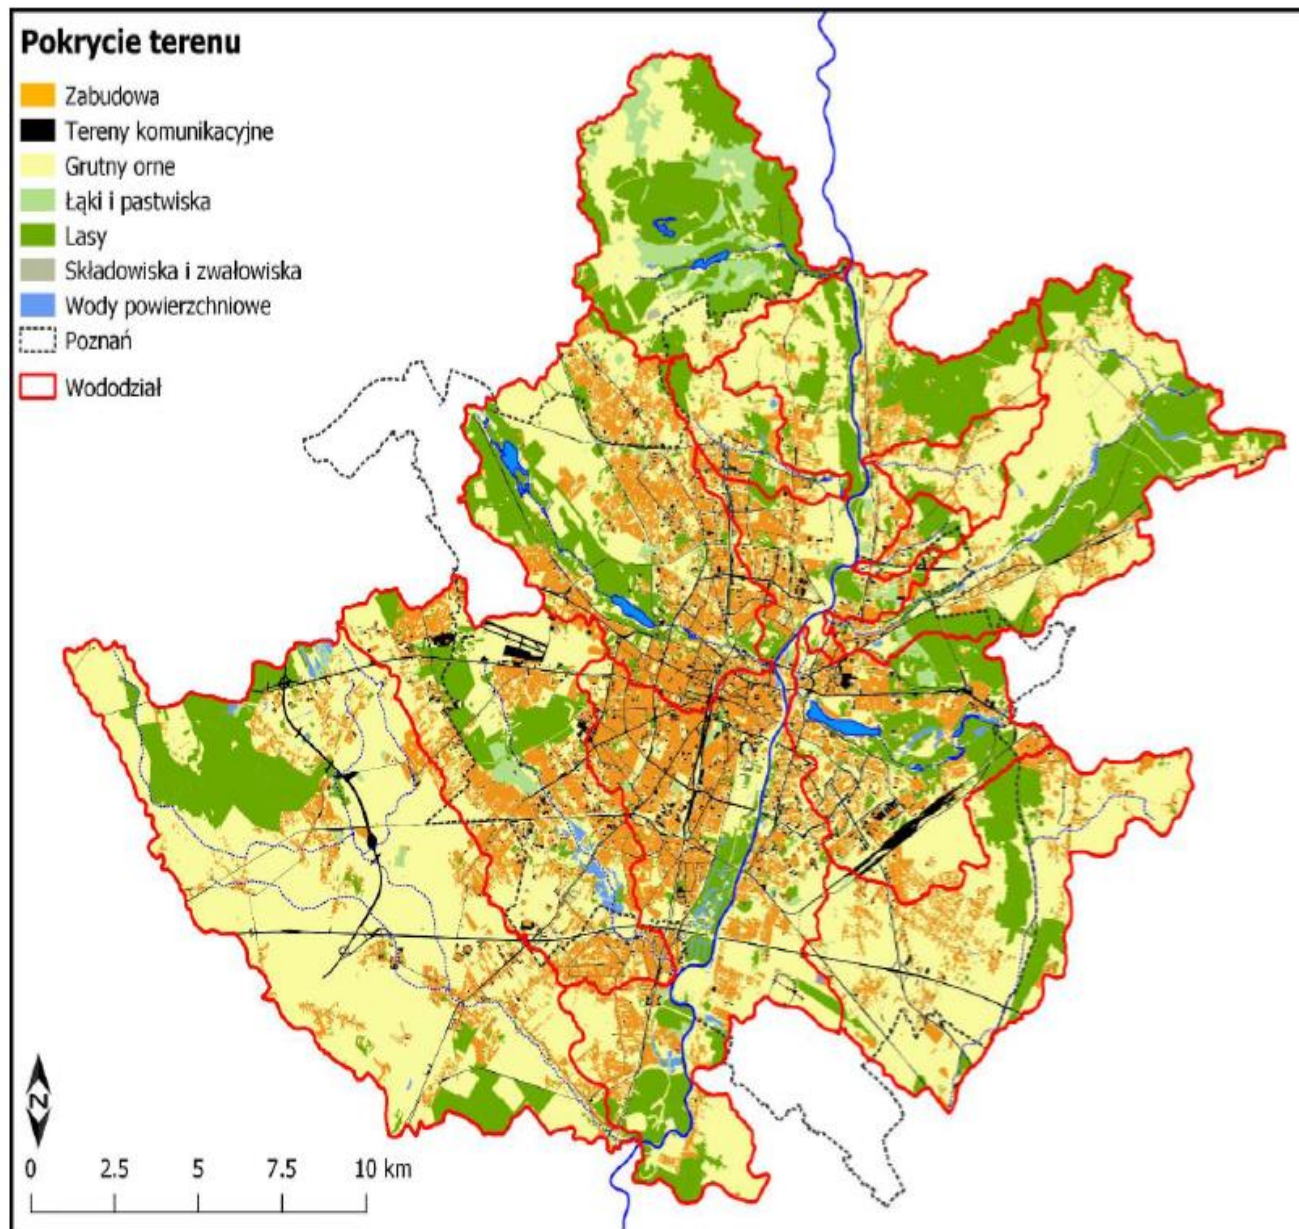 Pokrycie terenu
Zabudowa
Tereny komunikacyjne
Grutny orne
Łąki i pastwiska
Lasy
Składowiska i zwałowiska
Wody powierzchniowe
Poznań
Wododział
N
0 2.5 5 7.5 10 km